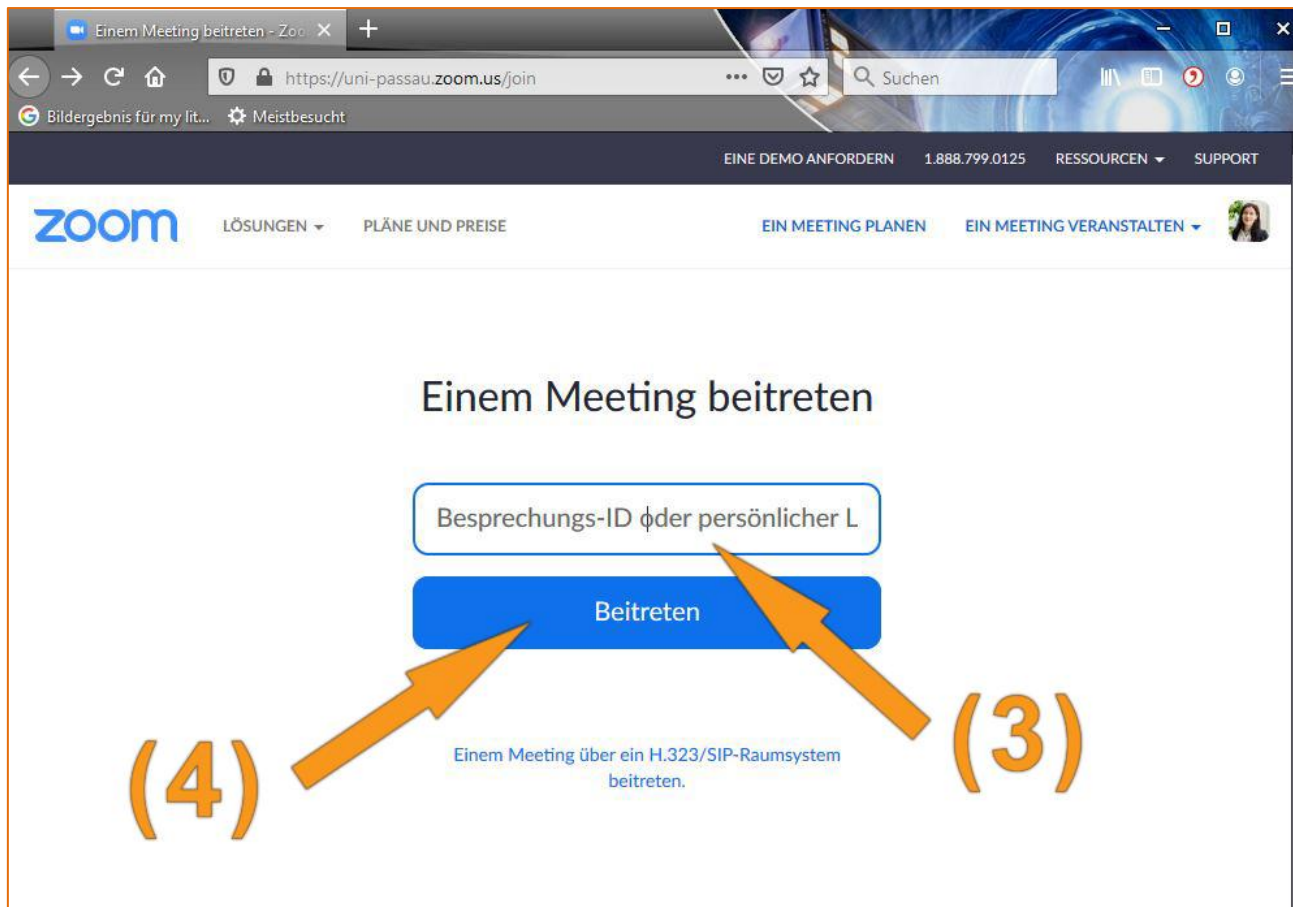 Einem Meeting beitreten - Zoo
https://uni-passau.zoom.us/join
Suchen
Bildergebnis für my lit...
Meistbesucht
EINE DEMO ANFORDERN 1.888.799.0125 RESSOURCEN SUPPORT
zoom LÖSUNGEN PLÄNE UND PREISE EIN MEETING PLANEN EIN MEETING VERANSTALTEN
Einem Meeting beitreten
Besprechungs-ID oder persönlicher L
Beitreten
(3)
(4)
Einem Meeting über ein H.323/SIP-Raumsystem
beitreten.